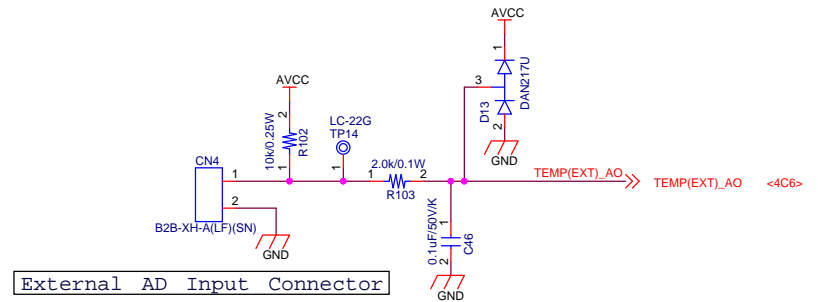 AVCC
1
3
DAN217U
D13
2
GND
AVCC
2
10k/0.25W
R102
1
LC-22G
TP14
1
CN4
1
2
B2B-XH-A(LF)(SN)
GND
2.0k/0.1W
1
2
R103
TEMP(EXT)_AO
TEMP(EXT)_AO <4C6>
1
0.1uF/50V/K
C46
2
GND
External AD Input Connector